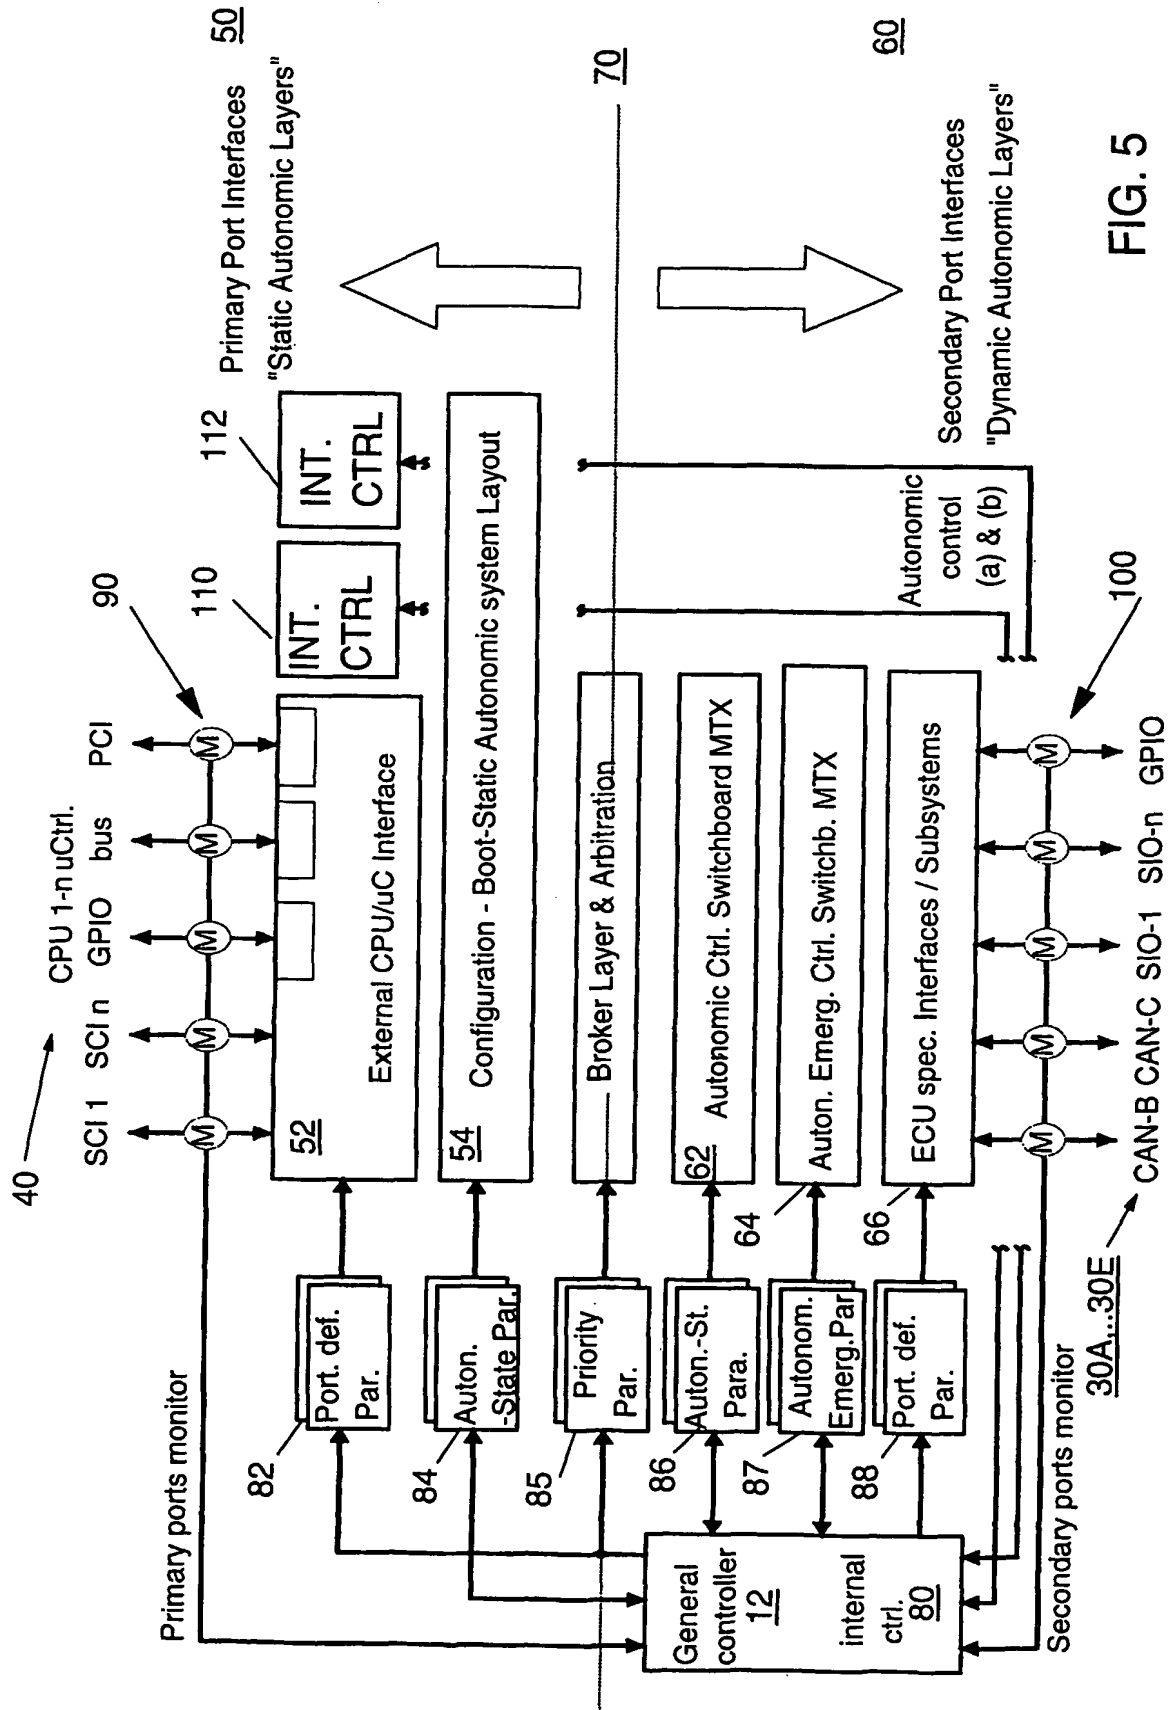 40
CPU 1-n uCtrl.
SCI 1
SCI n
GPIO
bus
PCI
90
110
112
Primary Port Interfaces
50
"Static Autonomic Layers"
Primary ports monitor
M
M
M
M
M
82
Port. def.
Par.
52
External CPU/uC Interface
INT.
CTRL
INT.
CTRL
84
Auton.
-State Par.
54
Configuration - Boot-Static Autonomic system Layout
85
Priority
Par.
Broker Layer & Arbitration
70
86
Auton.-St.
Para.
62
Autonomic Ctrl. Switchboard MTX
87
Autonom.
Emerg.Par
64
Auton. Emerg. Ctrl. Switchb. MTX
88
Port. def.
Par.
66
ECU spec. Interfaces / Subsystems
General
controller
12
internal
ctrl.
80
Autonomic
control
(a) & (b)
Secondary Port Interfaces
60
"Dynamic Autonomic Layers"
M
M
M
M
M
100
Secondary ports monitor
30A,..30E
CAN-B
CAN-C
SIO-1
SIO-n
GPIO
FIG. 5